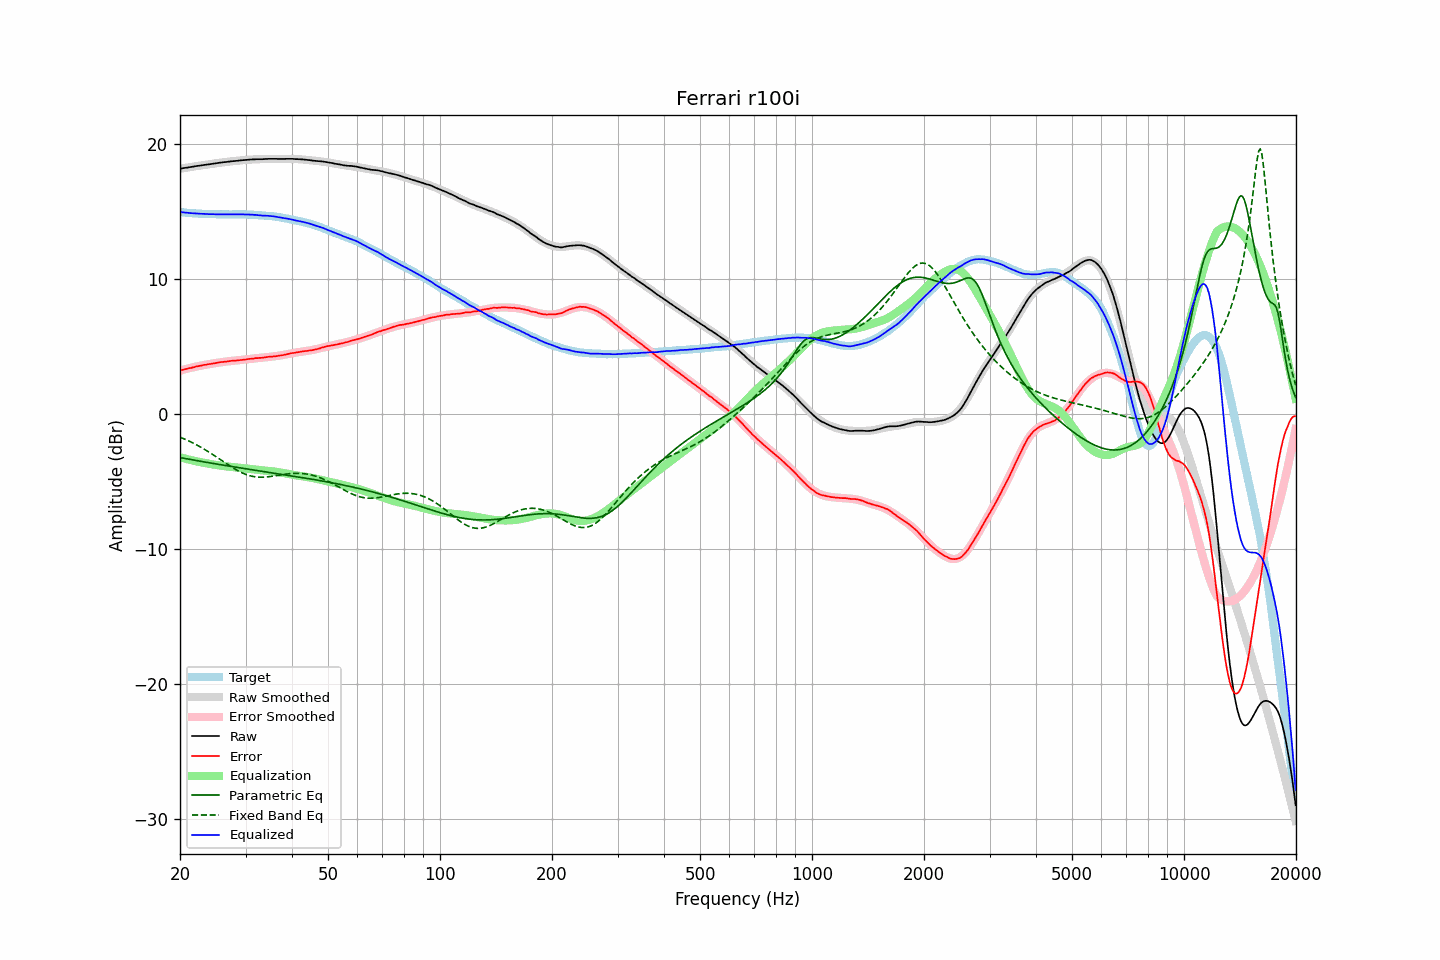 Ferrari r100i
Amplitude (dBr)
20
10
0
−10
−20
−30
Target
Raw Smoothed
Error Smoothed
Raw
Error
Equalization
Parametric Eq
Fixed Band Eq
Equalized
20 50 100 200 500 1000 2000 5000 10000 20000
Frequency (Hz)